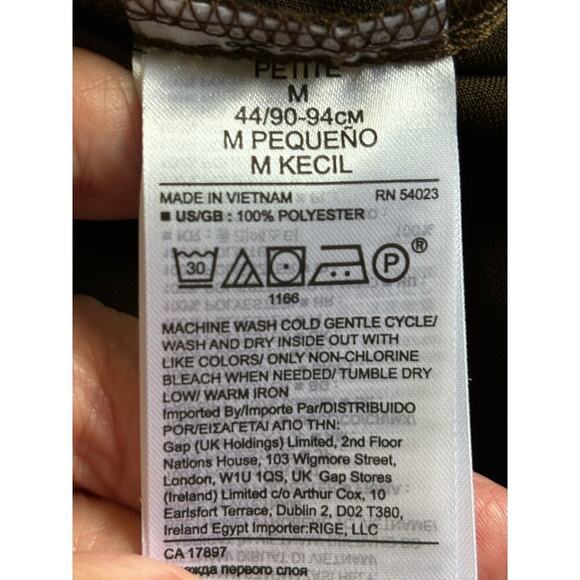 PETITE
M
44/90-94CM
M PEQUEÑO
M KECIL
MADE IN VIETNAM RN 54023
■ US/GB : 100% POLYESTER
30 P ®
1166
MACHINE WASH COLD GENTLE CYCLE/
WASH AND DRY INSIDE OUT WITH
LIKE COLORS/ ONLY NON-CHLORINE
BLEACH WHEN NEEDED/ TUMBLE DRY
LOW/ WARM IRON
Imported By/Importe Par/DISTRIBUIDO
POR/ΕΙΣΑΓΕΤΑΙ ΑΠΟ ΤΗΝ:
Gap (UK Holdings) Limited, 2nd Floor
Nations House, 103 Wigmore Street,
London, W1U 1QS, UK Gap Stores
(Ireland) Limited c/o Arthur Cox, 10
Earlsfort Terrace, Dublin 2, D02 T380,
Ireland Egypt Importer:RIGE, LLC
CA 17897
первого слоя